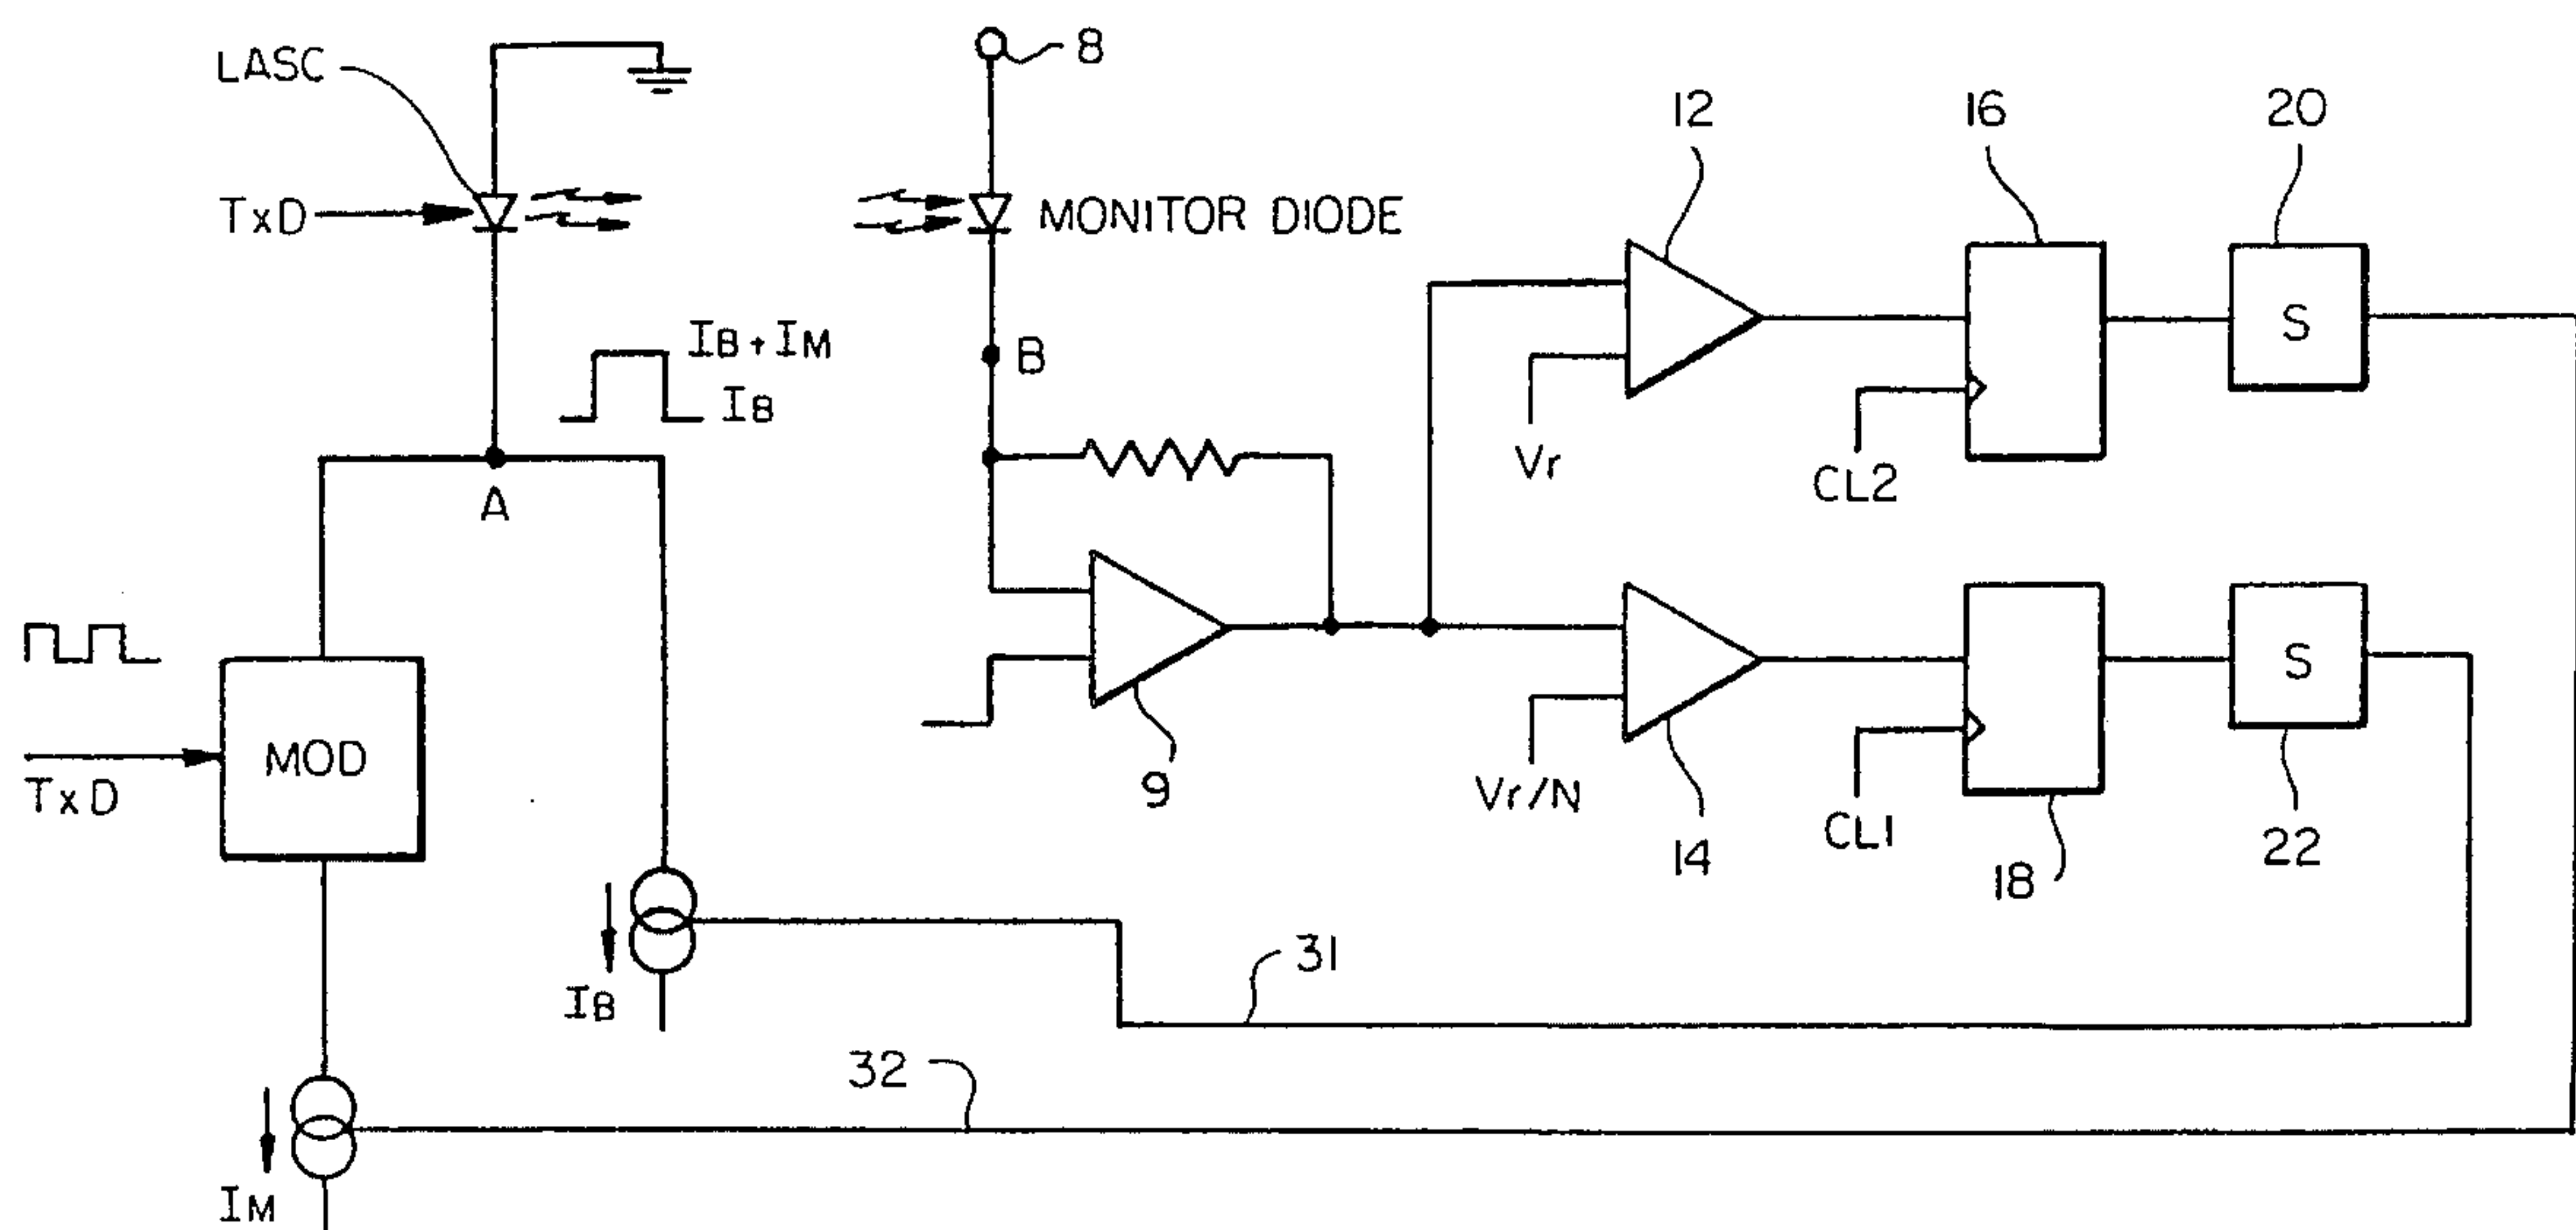 LASC
8
12
16
20
TxD
MONITOR DIODE
S
IB + IM
B
IB
Vr
CL2
A
MOD
TxD
9
Vr/N
14
CL1
18
S
22
31
IB
32
IM